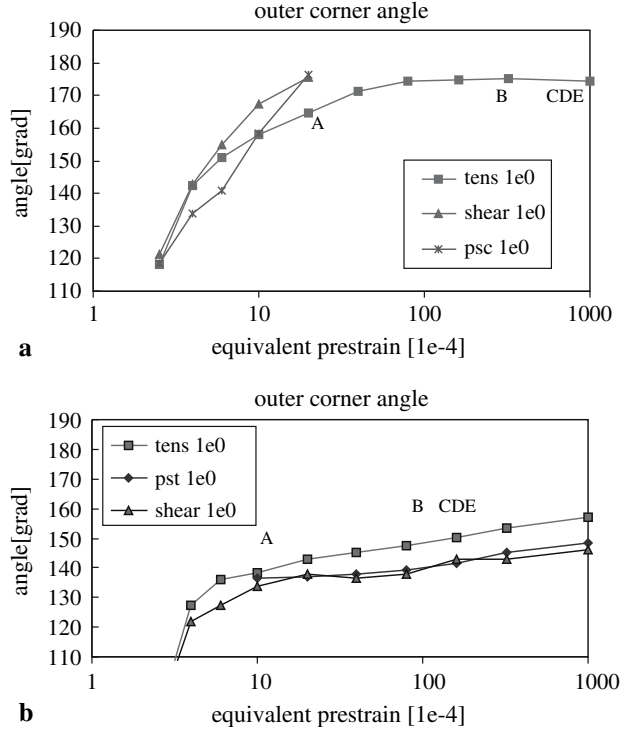 outer corner angle
190
180
170
160
150
140
130
120
110
angle[grad]
A
B
CDE
tens 1e0
shear 1e0
psc 1e0
1
10
100
1000
equivalent prestrain [1e-4]
a
outer corner angle
190
180
170
160
150
140
130
120
110
angle[grad]
tens 1e0
pst 1e0
shear 1e0
A
B
CDE
1
10
100
1000
equivalent prestrain [1e-4]
b